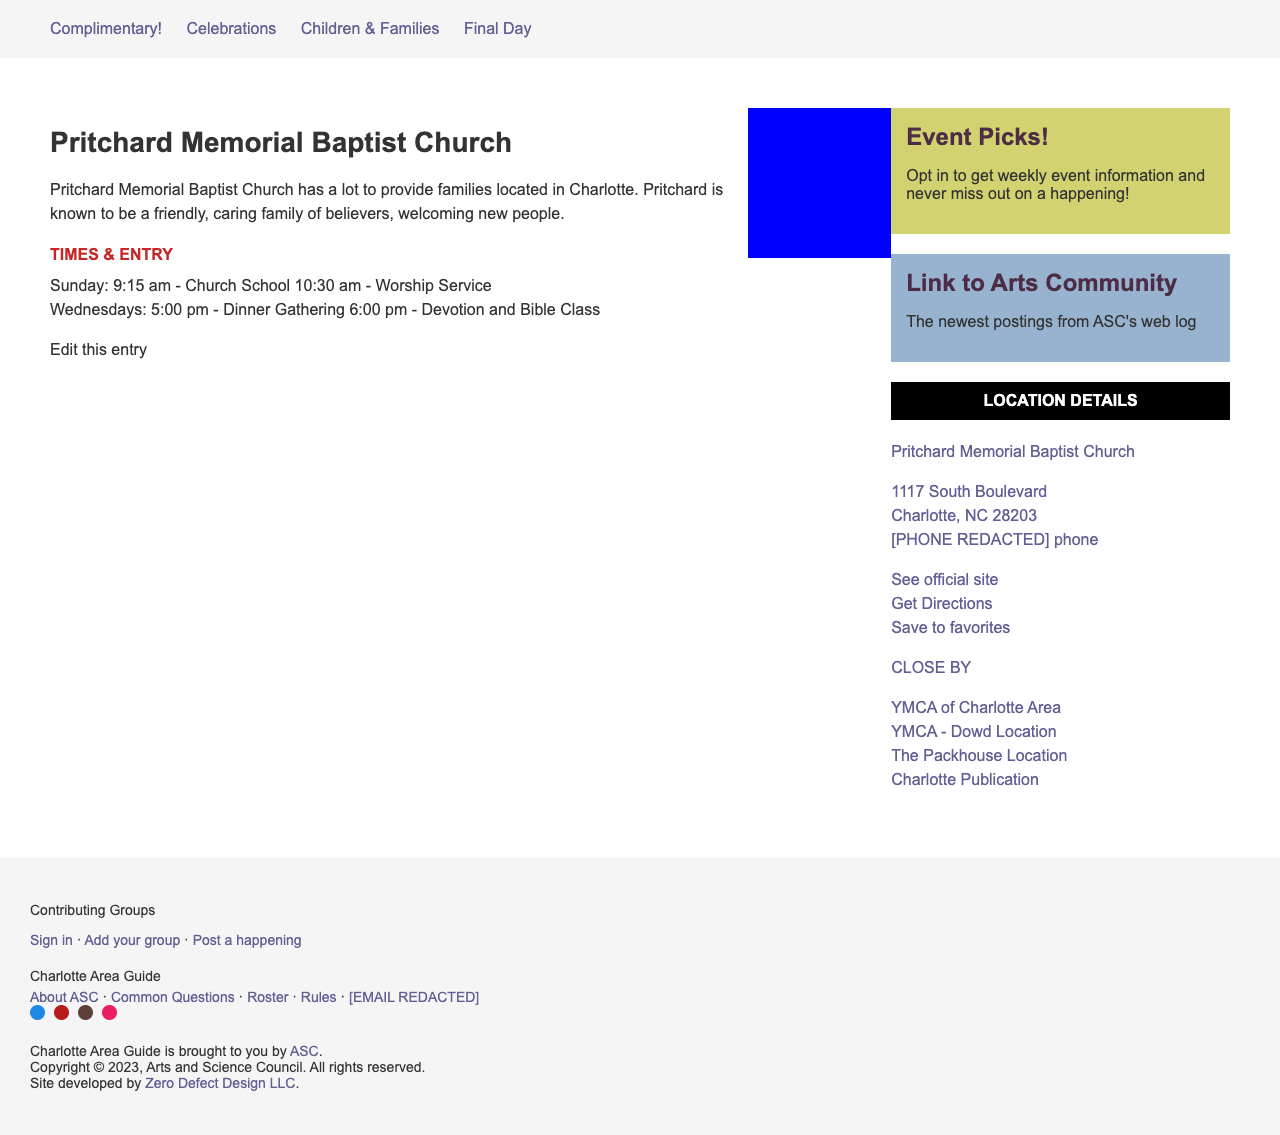 Complimentary! Celebrations Children & Families Final Day
Pritchard Memorial Baptist Church
Pritchard Memorial Baptist Church has a lot to provide families located in Charlotte. Pritchard is
known to be a friendly, caring family of believers, welcoming new people.
TIMES & ENTRY
Sunday: 9:15 am - Church School 10:30 am - Worship Service
Wednesdays: 5:00 pm - Dinner Gathering 6:00 pm - Devotion and Bible Class
Edit this entry
Event Picks!
Opt in to get weekly event information and
never miss out on a happening!
Link to Arts Community
The newest postings from ASC's web log
LOCATION DETAILS
Pritchard Memorial Baptist Church
1117 South Boulevard
Charlotte, NC 28203
[PHONE REDACTED] phone
See official site
Get Directions
Save to favorites
CLOSE BY
YMCA of Charlotte Area
YMCA - Dowd Location
The Packhouse Location
Charlotte Publication
Contributing Groups
Sign in · Add your group · Post a happening
Charlotte Area Guide
About ASC · Common Questions · Roster · Rules · [EMAIL REDACTED]
Charlotte Area Guide is brought to you by ASC.
Copyright © 2023, Arts and Science Council. All rights reserved.
Site developed by Zero Defect Design LLC.